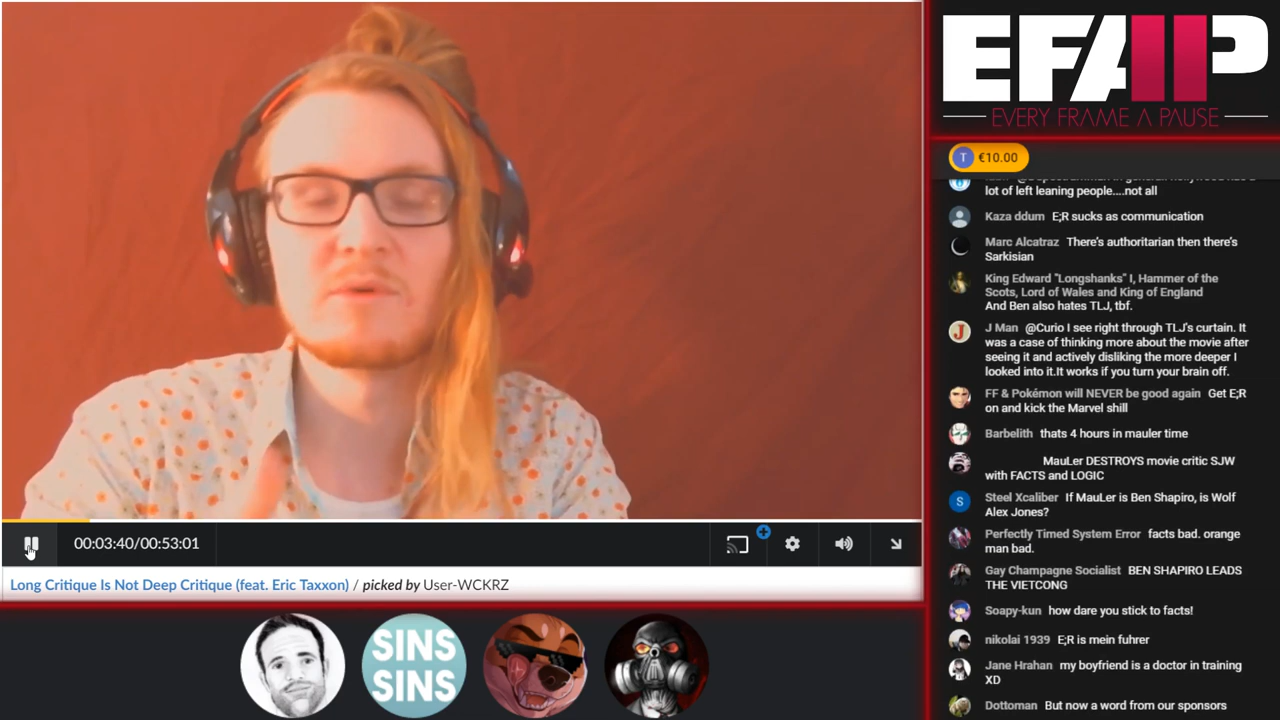 EFAP
EVERY FRAME A PAUSE
T €10.00
lot of left leaning people....not all
Kaza ddum E;R sucks as communication
Marc Alcatraz There's authoritarian then there's
Sarkisian
King Edward "Longshanks" I, Hammer of the
Scots, Lord of Wales and King of England
And Ben also hates TLJ, tbf.
J Man @Curio I see right through TLJ's curtain. It
was a case of thinking more about the movie after
seeing it and actively disliking the more deeper I
looked into it.It works if you turn your brain off.
FF & Pokémon will NEVER be good again Get E;R
on and kick the Marvel shill
Barbelith thats 4 hours in mauler time
MauLer DESTROYS movie critic SJW
with FACTS and LOGIC
S Steel Xcaliber If MauLer is Ben Shapiro, is Wolf
Alex Jones?
Perfectly Timed System Error facts bad. orange
man bad.
Gay Champagne Socialist BEN SHAPIRO LEADS
THE VIETCONG
Soapy-kun how dare you stick to facts!
nikolai 1939 E;R is mein fuhrer
Jane Hrahan my boyfriend is a doctor in training
XD
Dottoman But now a word from our sponsors
00:03:40/00:53:01
Long Critique Is Not Deep Critique (feat. Eric Taxxon) / picked by User-WCKRZ
SINS
SINS